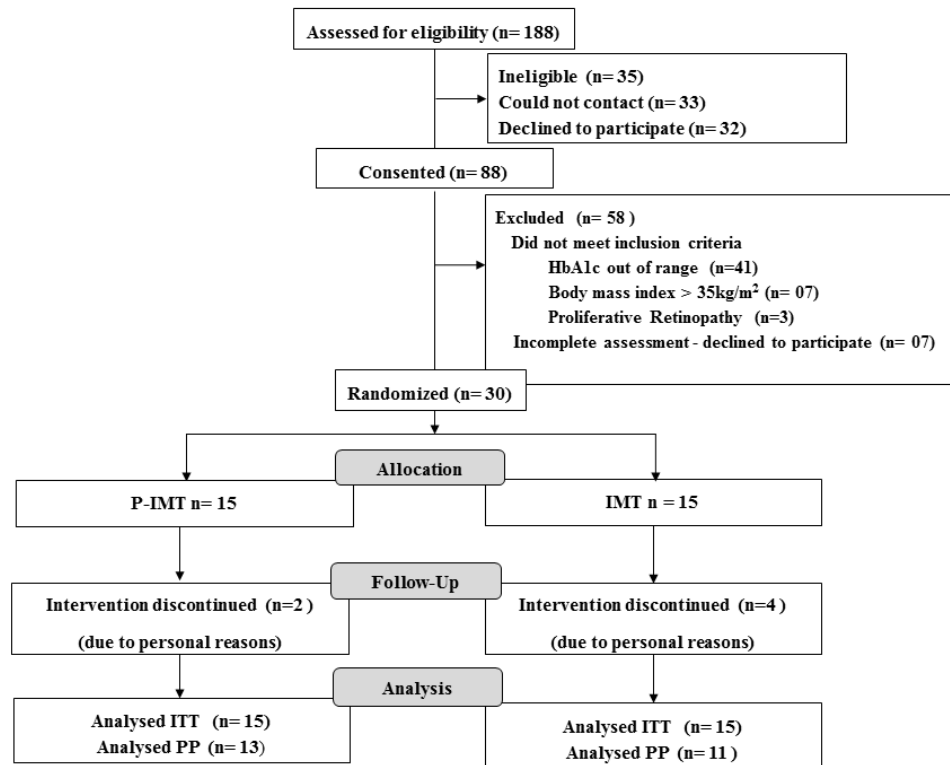 Assessed for eligibility (n= 188)
Ineligible (n= 35)
Could not contact (n= 33)
Declined to participate (n= 32)
Consented (n= 88)
Excluded (n= 58 )
Did not meet inclusion criteria
HbA1c out of range (n=41)
Body mass index > 35kg/m² (n= 07)
Proliferative Retinopathy (n=3)
Incomplete assessment - declined to participate (n= 07)
Randomized (n= 30)
Allocation
P-IMT n= 15
IMT n = 15
Follow-Up
Intervention discontinued (n=2 )
(due to personal reasons)
Intervention discontinued (n=4 )
(due to personal reasons)
Analysis
Analysed ITT (n= 15)
Analysed PP (n= 13)
Analysed ITT (n= 15)
Analysed PP (n= 11 )